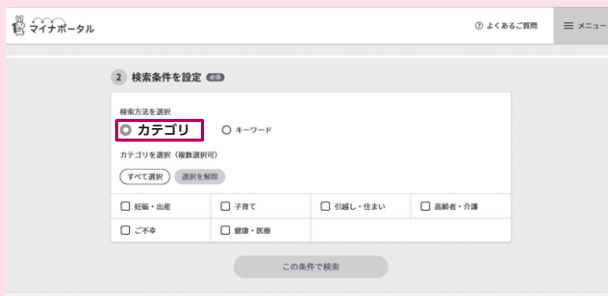 マイナポータル
? よくあるご質問
メニュー
2 検索条件を設定 必須
検索方法を選択
カテゴリ キーワード
カテゴリを選択（複数選択可）
すべて選択 選択を解除
妊娠・出産 子育て 引越し・住まい 高齢者・介護
ご不幸 健康・医療
この条件で検索